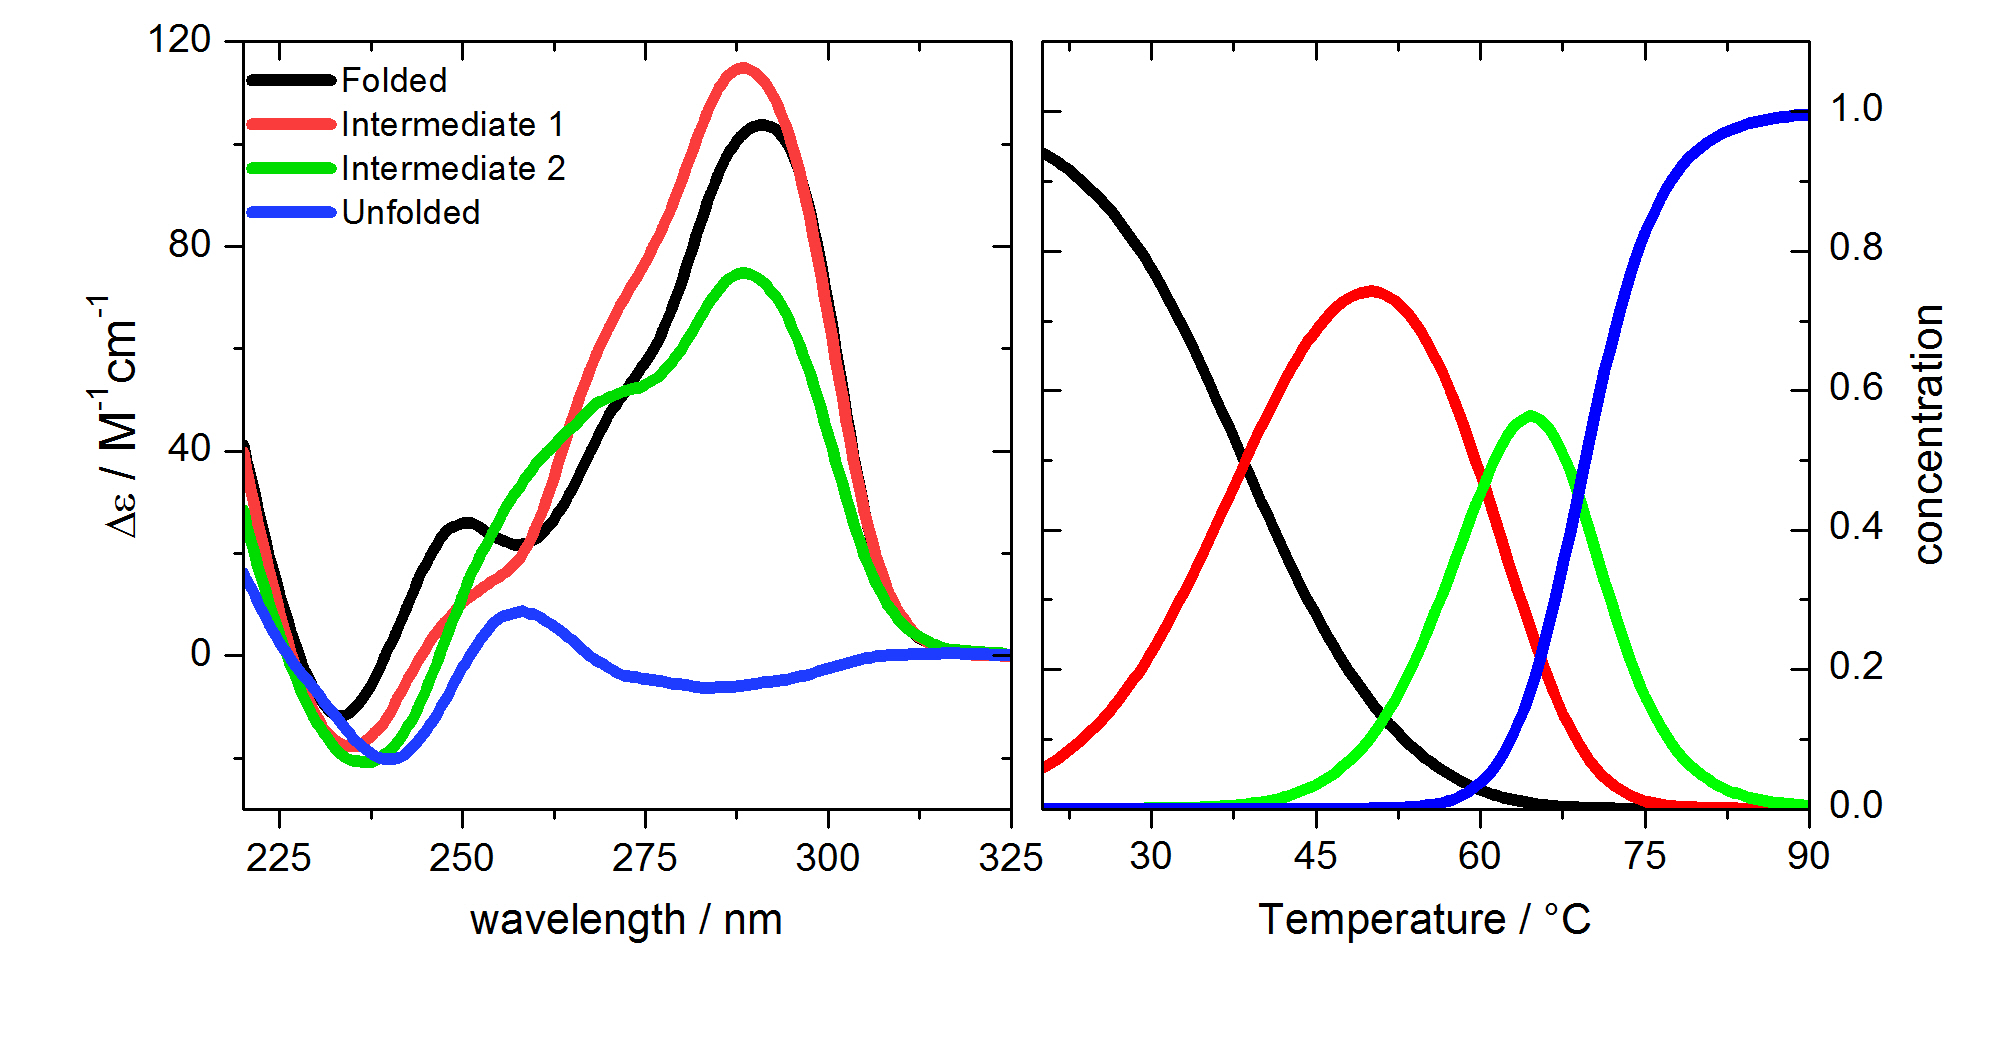 120
80
40
0
Δε / M⁻¹cm⁻¹
Folded
Intermediate 1
Intermediate 2
Unfolded
225
250
275
300
325
wavelength / nm
1.0
0.8
0.6
0.4
0.2
0.0
concentration
30
45
60
75
90
Temperature / °C